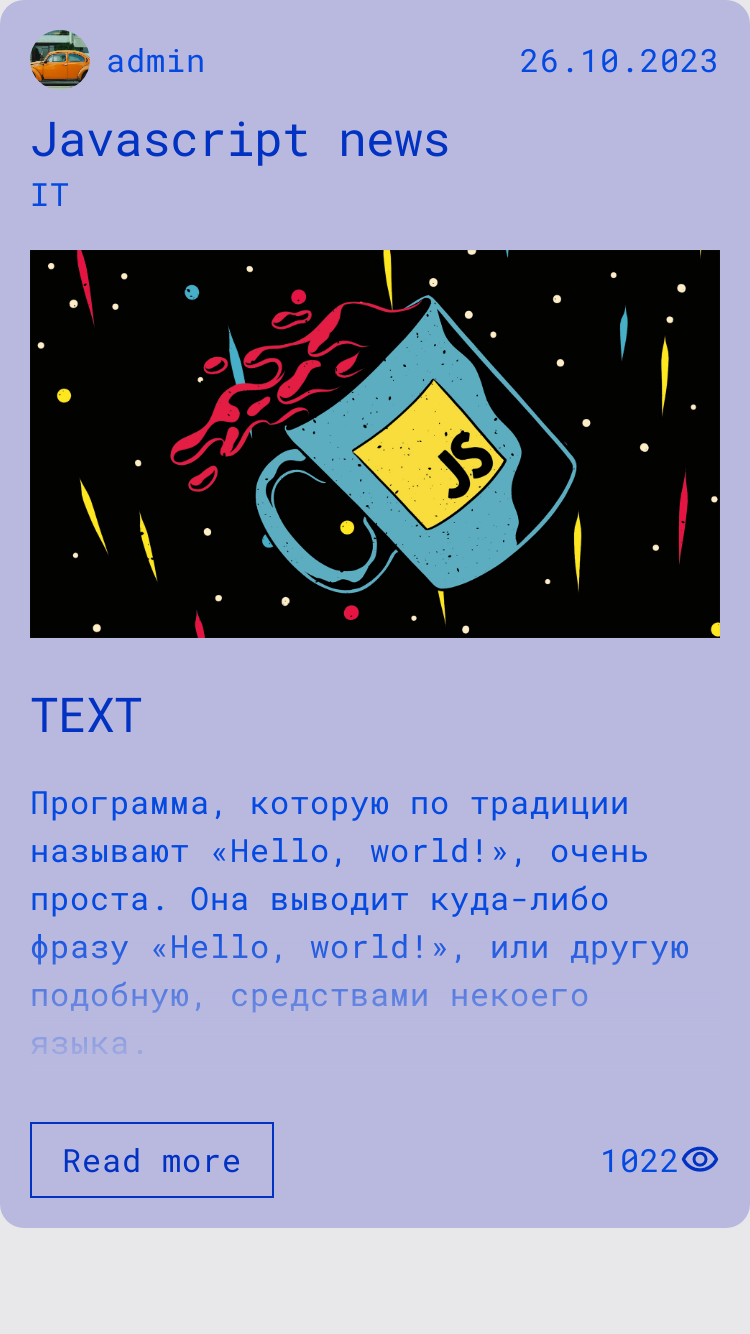 admin
26.10.2023
Javascript news
IT
JS
TEXT
Программа, которую по традиции
называют «Hello, world!», очень
проста. Она выводит куда-либо
фразу «Hello, world!», или другую
подобную, средствами некоего
языка.
Read more
1022